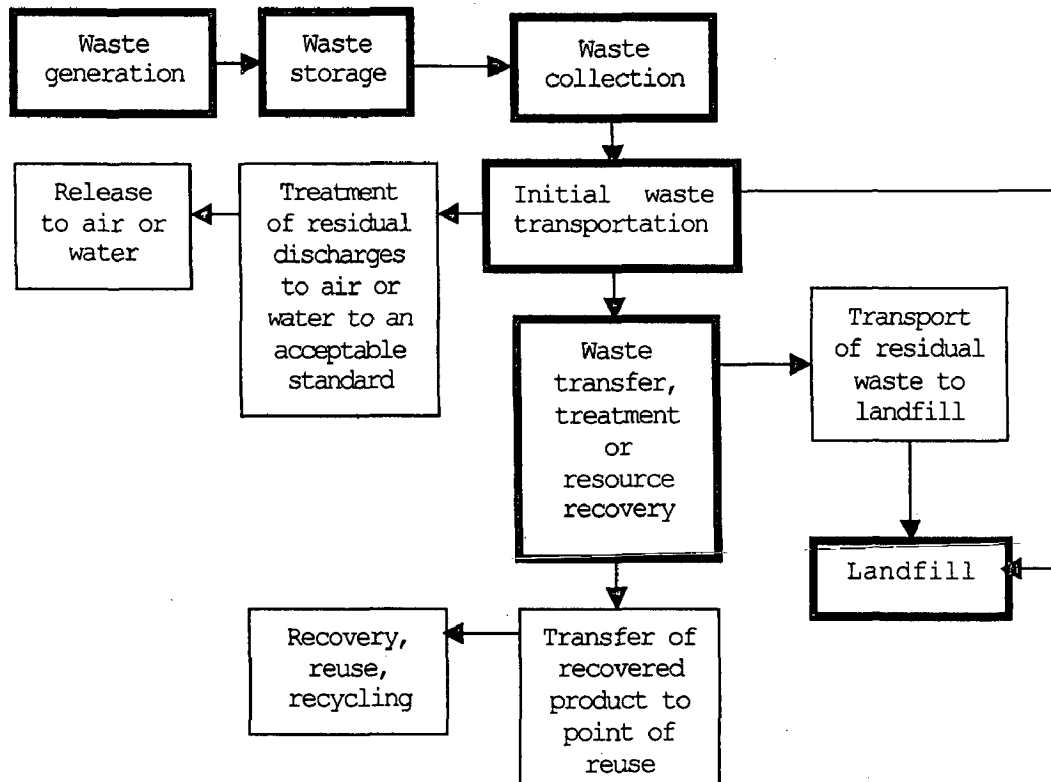 Waste
generation
Waste
storage
Waste
collection
Release
to air or
water
Treatment
of residual
discharges
to air or
water to an
acceptable
standard
Initial waste
transportation
Waste
transfer,
treatment
or
resource
recovery
Transport
of residual
waste to
landfill
Landfill
Recovery,
reuse,
recycling
Transfer of
recovered
product to
point of
reuse